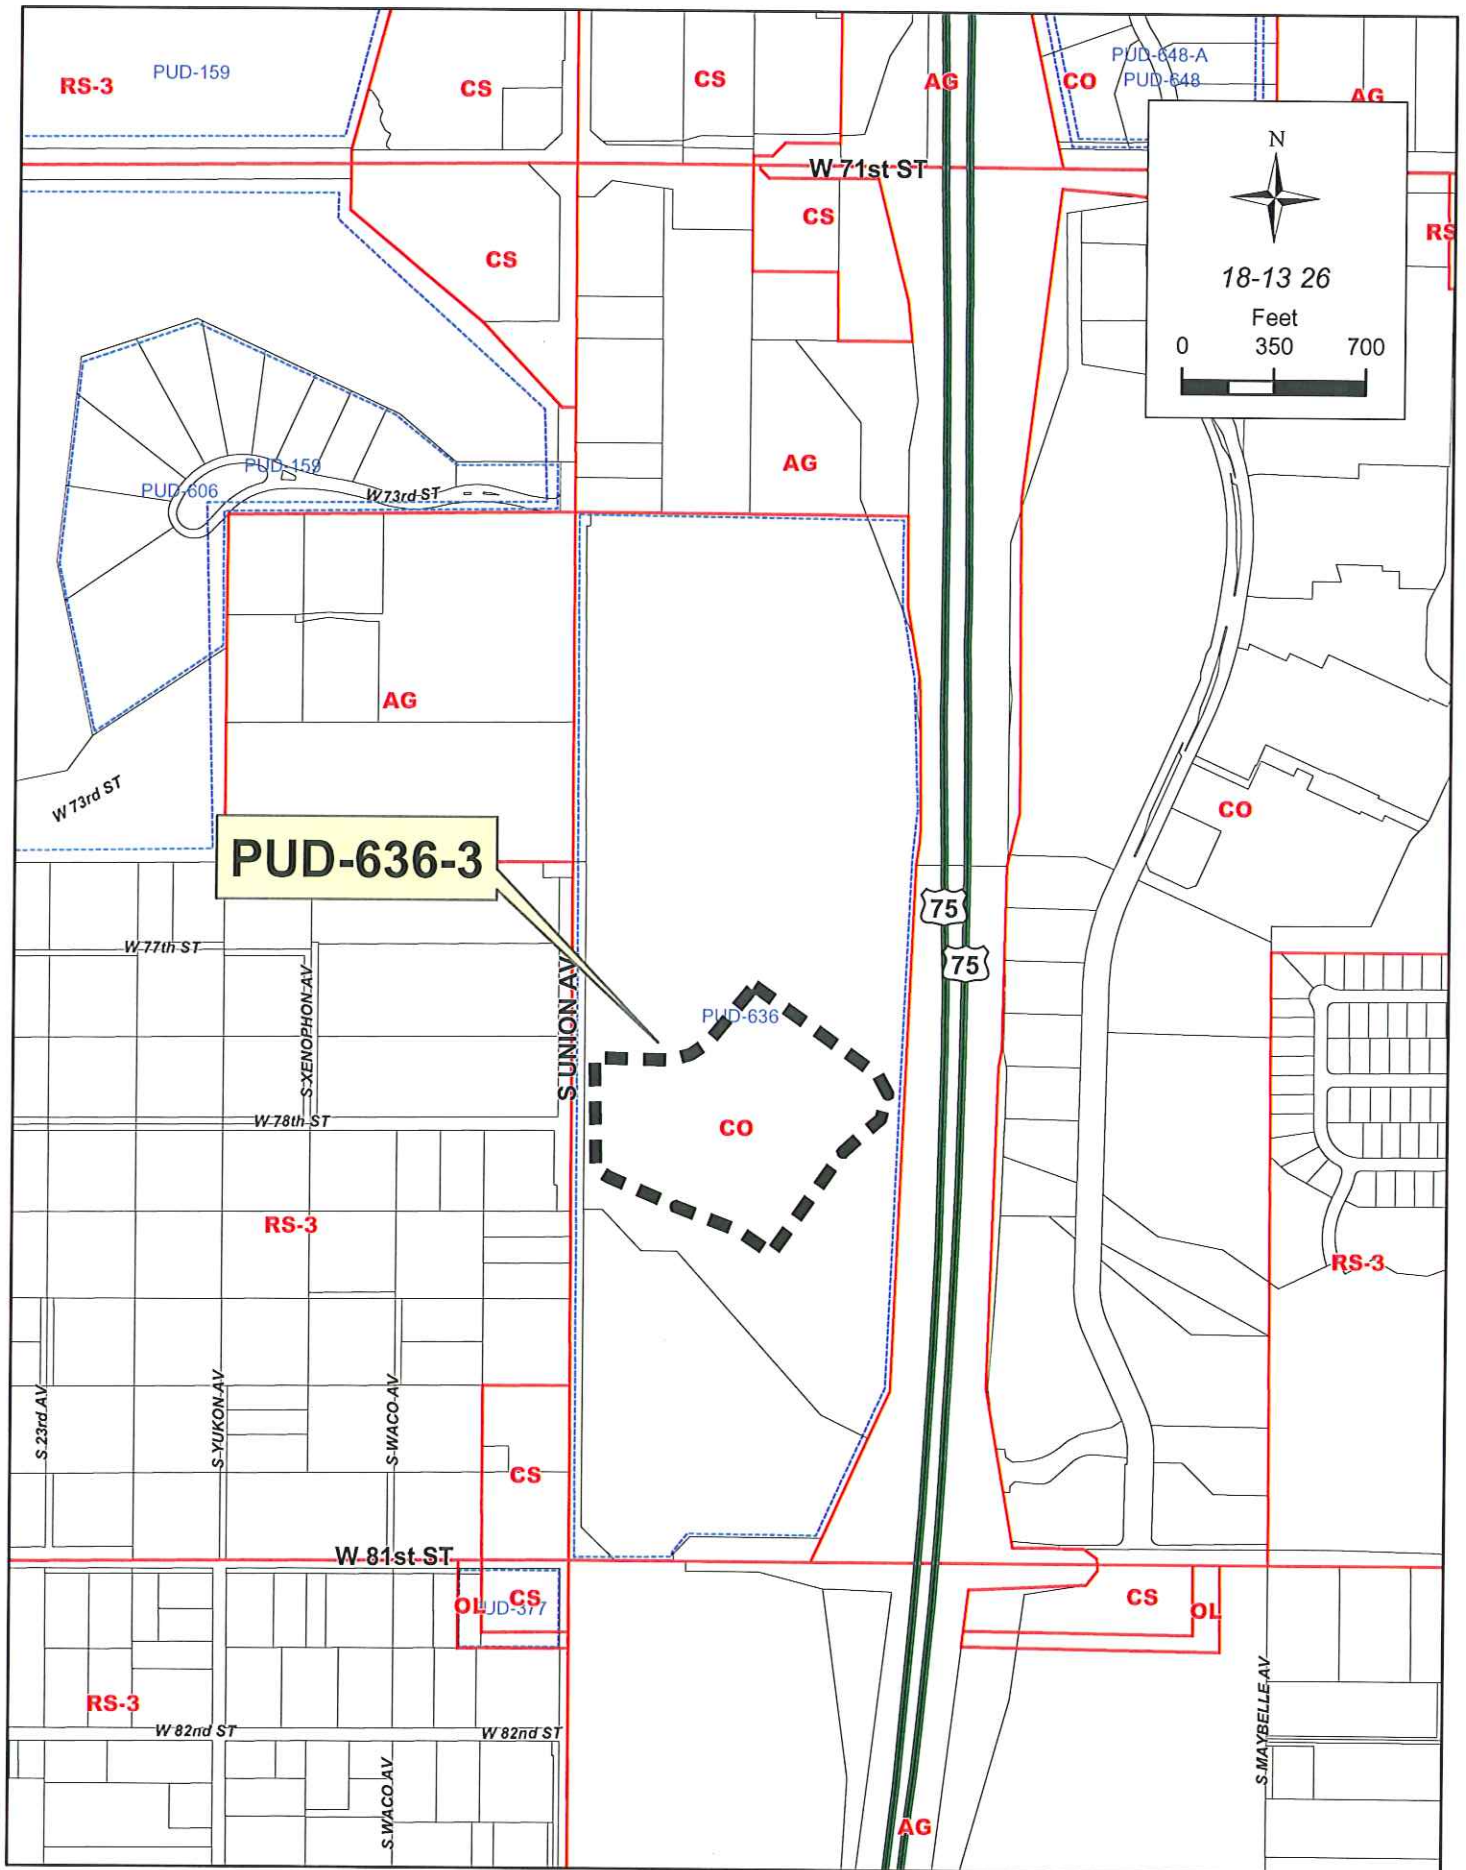 PUD-159
RS-3
CS
CS
AG
CO
PUD-648-A
PUD-648
AG
W 71st ST
N
18-13 26
Feet
0 350 700
CS
CS
RS
AG
PUD-159
PUD-606
W 73rd ST
AG
W 73rd ST
CO
PUD-636-3
75
75
W 77th ST
S XENOPHON AV
S UNION AV
PUD-636
W 78th ST
CO
RS-3
RS-3
S 23rd AV
S YUKON AV
S WACO AV
CS
W 81st ST
CS
OL
UD-377
CS
OL
RS-3
W 82nd ST
W 82nd ST
S WACO AV
S MAYBELLE AV
AG